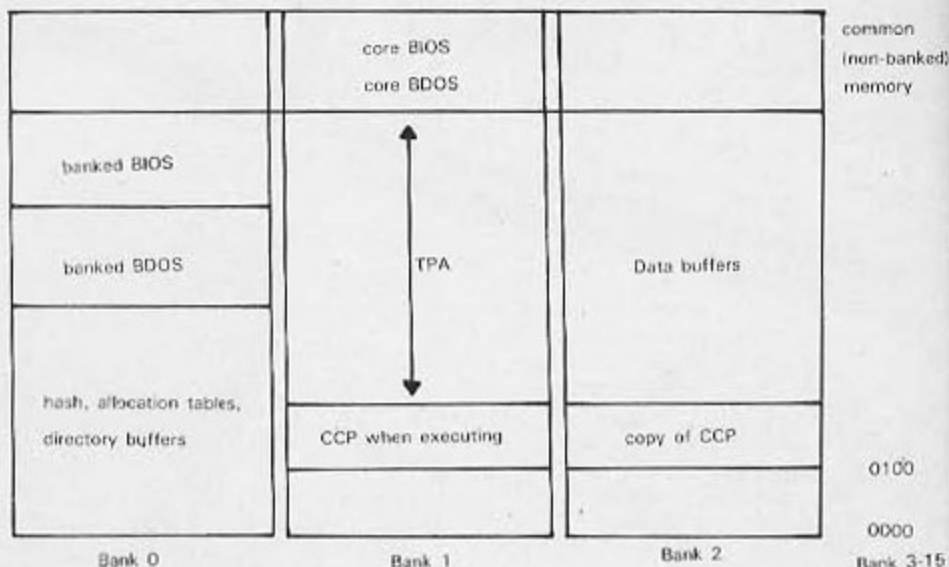 core BIOS
core BDOS
common
(non-banked)
memory
banked BIOS
banked BDOS
TPA
Data buffers
hash, allocation tables,
directory buffers
CCP when executing
copy of CCP
0100
0000
Bank 0
Bank 1
Bank 2
Bank 3-15